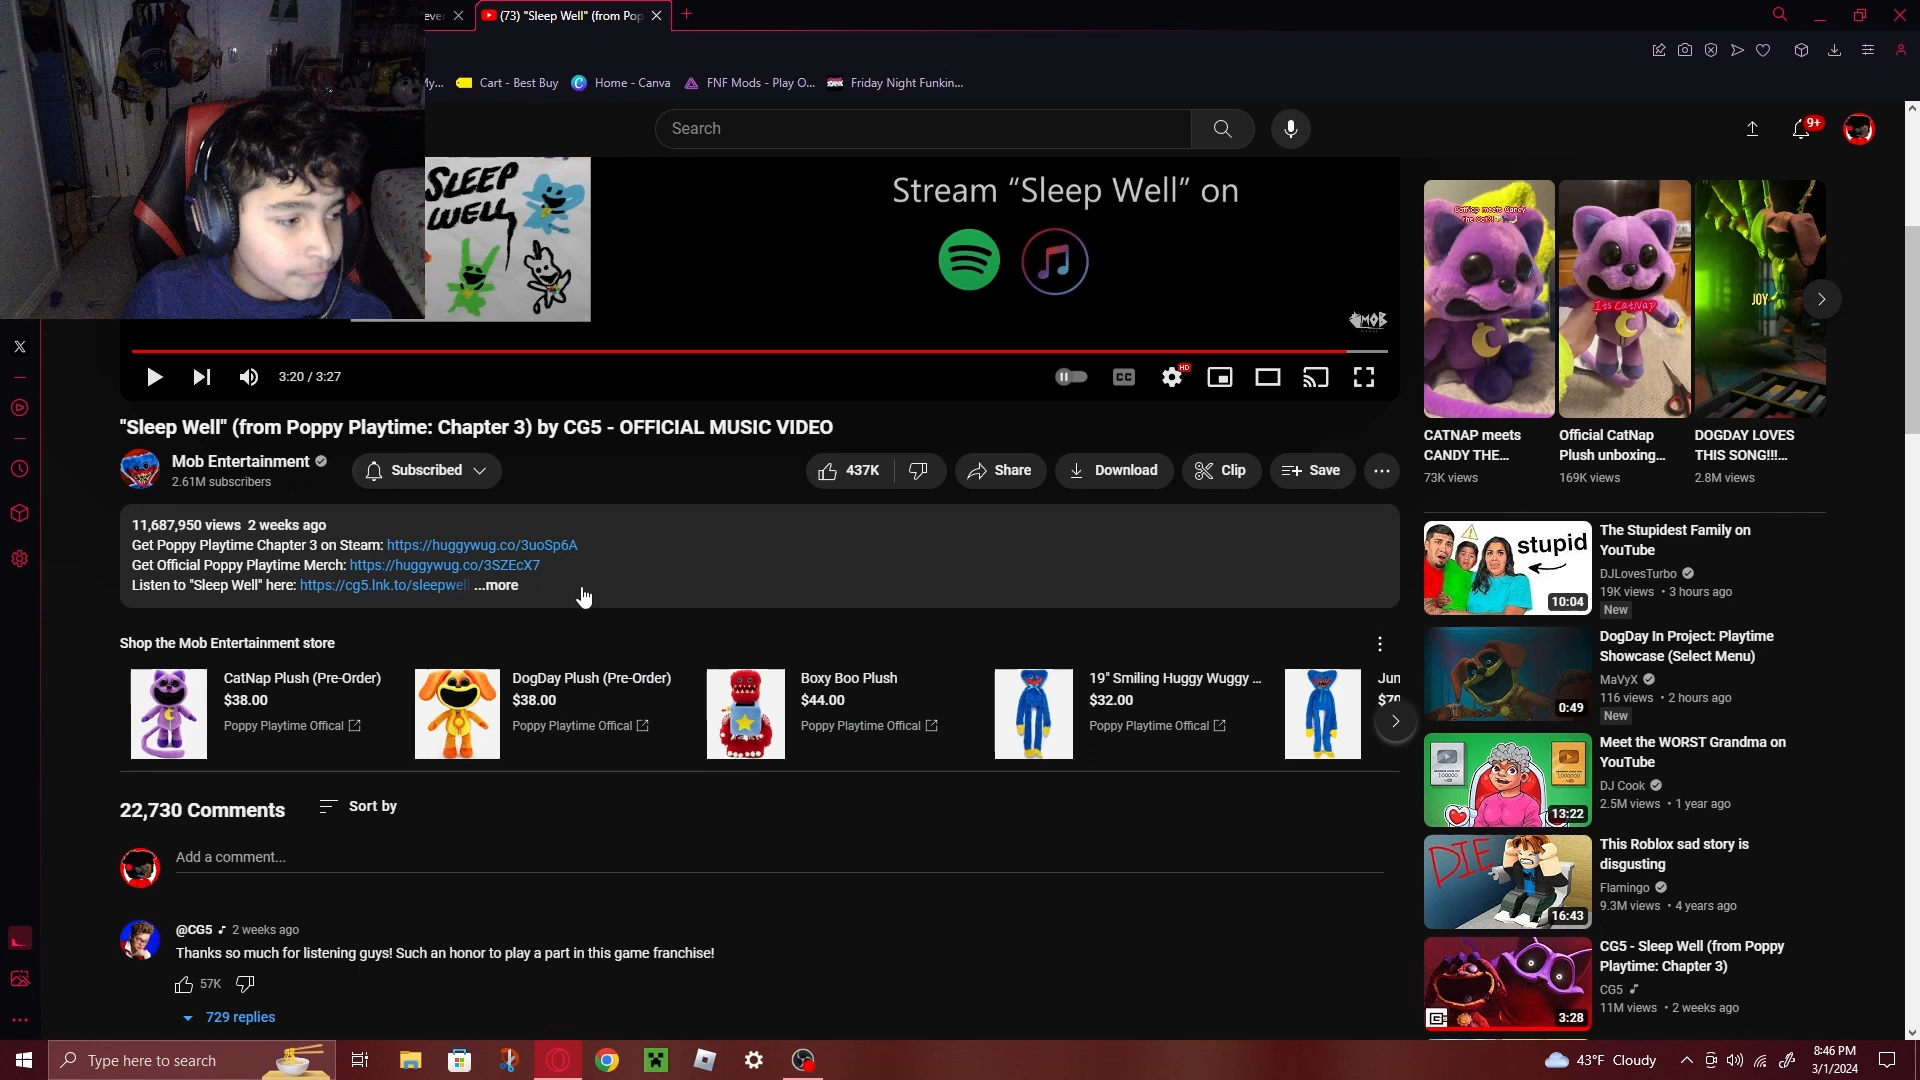 ever
(73) "Sleep Well" (from Pop
My...
Cart - Best Buy
Home - Canva
FNF Mods - Play O...
Friday Night Funkin...
Search
9+
SLEEP
WELL
Stream “Sleep Well” on
MOB
3:20 / 3:27
CC
HD
"Sleep Well" (from Poppy Playtime: Chapter 3) by CG5 - OFFICIAL MUSIC VIDEO
Mob Entertainment
2.61M subscribers
Subscribed
437K
Share
Download
Clip
Save
11,687,950 views 2 weeks ago
Get Poppy Playtime Chapter 3 on Steam: https://huggywug.co/3uoSp6A
Get Official Poppy Playtime Merch: https://huggywug.co/3SZEcX7
Listen to "Sleep Well" here: https://cg5.lnk.to/sleepwell ...more
Shop the Mob Entertainment store
CatNap Plush (Pre-Order)
$38.00
Poppy Playtime Offical
DogDay Plush (Pre-Order)
$38.00
Poppy Playtime Offical
Boxy Boo Plush
$44.00
Poppy Playtime Offical
19" Smiling Huggy Wuggy ...
$32.00
Poppy Playtime Offical
22,730 Comments
Sort by
Add a comment...
@CG5 2 weeks ago
Thanks so much for listening guys! Such an honor to play a part in this game franchise!
57K
729 replies
CatNap meets Candy
Its CatNap
JOY
CATNAP meets
CANDY THE...
73K views
Official CatNap
Plush unboxing...
169K views
DOGDAY LOVES
THIS SONG!!!...
2.8M views
stupid
10:04
The Stupidest Family on
YouTube
DJLovesTurbo
19K views • 3 hours ago
New
0:49
DogDay In Project: Playtime
Showcase (Select Menu)
MaVyX
116 views • 2 hours ago
New
13:22
Meet the WORST Grandma on
YouTube
DJ Cook
2.5M views • 1 year ago
DIE
16:43
This Roblox sad story is
disgusting
Flamingo
9.3M views • 4 years ago
3:28
CG5 - Sleep Well (from Poppy
Playtime: Chapter 3)
CG5
11M views • 2 weeks ago
Type here to search
43°F Cloudy
8:46 PM
3/1/2024